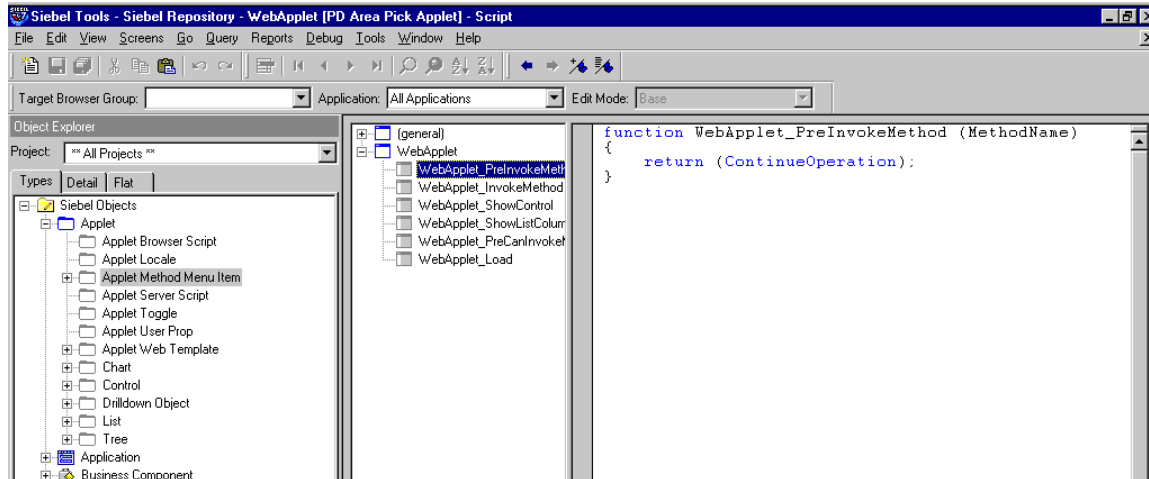 Siebel Tools - Siebel Repository - WebApplet [PD Area Pick Applet] - Script
File Edit View Screens Go Query Reports Debug Tools Window Help
Target Browser Group: Application: All Applications Edit Mode: Base
Object Explorer
Project: ** All Projects **
Types Detail Flat
Siebel Objects
Applet
Applet Browser Script
Applet Locale
Applet Method Menu Item
Applet Server Script
Applet Toggle
Applet User Prop
Applet Web Template
Chart
Control
Drilldown Object
List
Tree
Application
Business Component
(general)
WebApplet
WebApplet_PreInvokeMeth
WebApplet_InvokeMethod
WebApplet_ShowControl
WebApplet_ShowListColum
WebApplet_PreCanInvokeM
WebApplet_Load
function WebApplet_PreInvokeMethod (MethodName)
{
return (ContinueOperation);
}